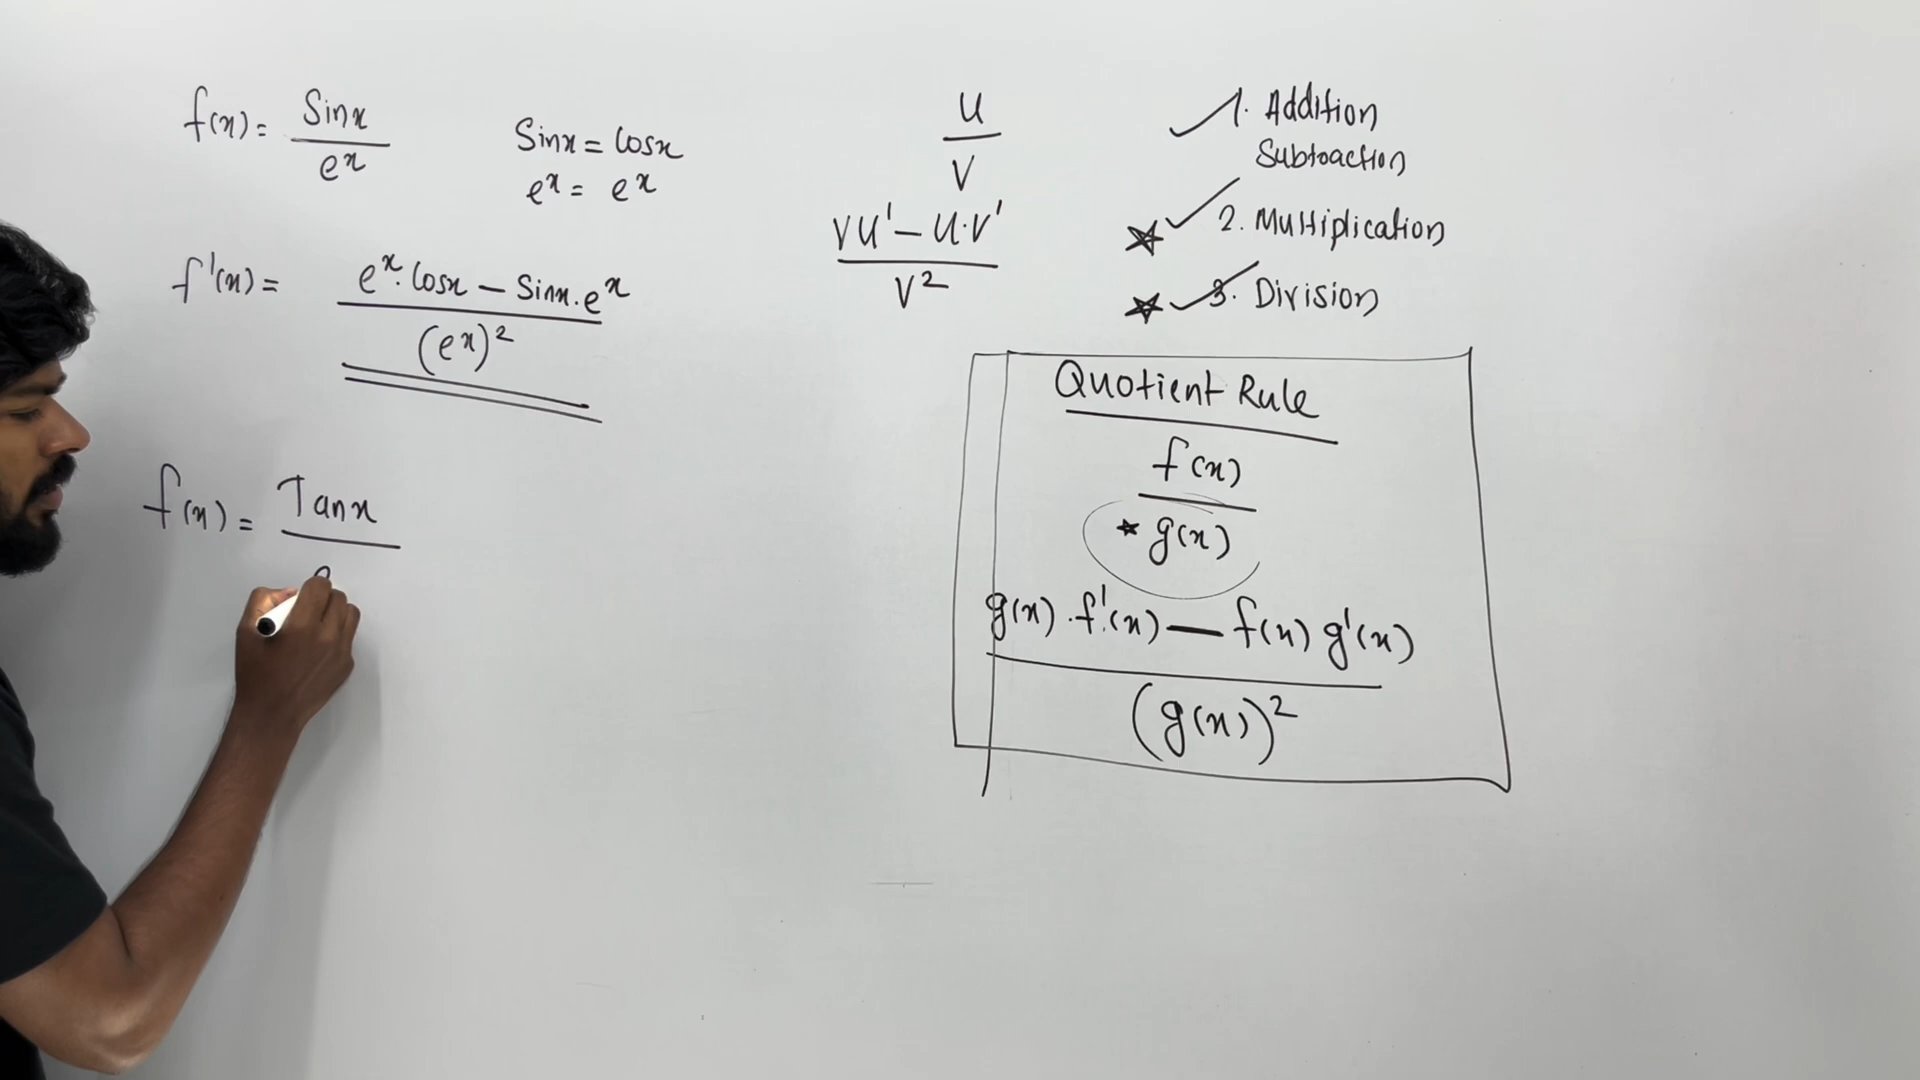 f(x) = Sinx / e^x
Sinx = Cosx
e^x = e^x
f'(x) = e^x · Cosx – Sinx · e^x / (e^x)^2
f(x) = Tanx
U / V
VU' – U·V' / V^2
1. Addition
Subtraction
2. Multiplication
3. Division
Quotient Rule
f(x) / g(x)
g(x) · f'(x) – f(x) g'(x) / (g(x))^2